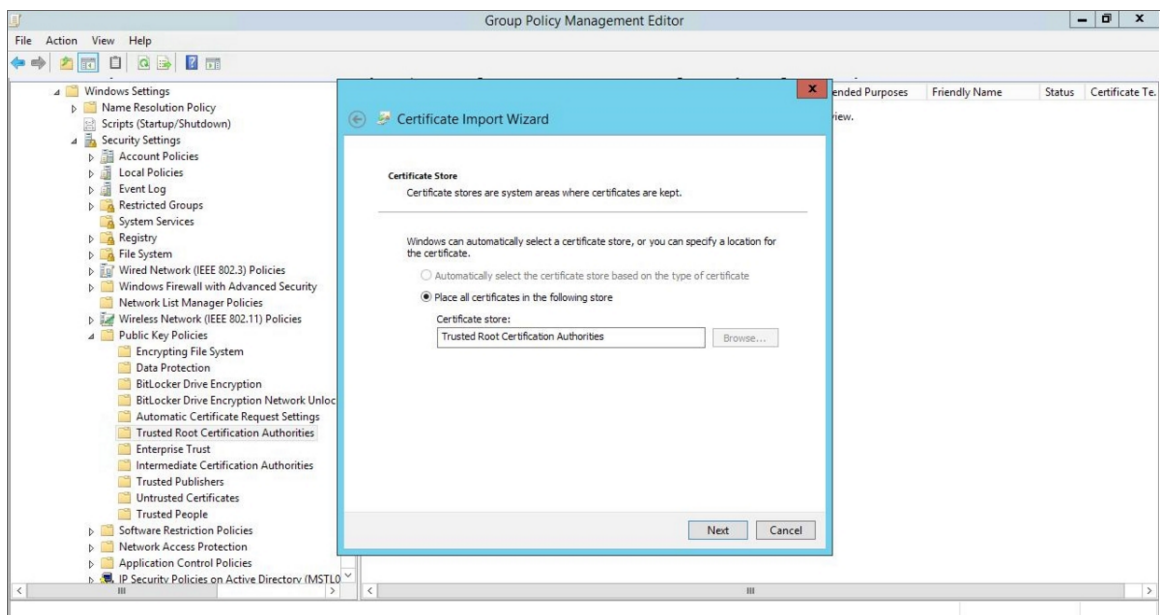 Group Policy Management Editor
File Action View Help
Windows Settings
Name Resolution Policy
Scripts (Startup/Shutdown)
Security Settings
Account Policies
Local Policies
Event Log
Restricted Groups
System Services
Registry
File System
Wired Network (IEEE 802.3) Policies
Windows Firewall with Advanced Security
Network List Manager Policies
Wireless Network (IEEE 802.11) Policies
Public Key Policies
Encrypting File System
Data Protection
BitLocker Drive Encryption
BitLocker Drive Encryption Network Unloc
Automatic Certificate Request Settings
Trusted Root Certification Authorities
Enterprise Trust
Intermediate Certification Authorities
Trusted Publishers
Untrusted Certificates
Trusted People
Software Restriction Policies
Network Access Protection
Application Control Policies
IP Security Policies on Active Directory (MSTL0
Certificate Import Wizard
Certificate Store
Certificate stores are system areas where certificates are kept.
Windows can automatically select a certificate store, or you can specify a location for
the certificate.
Automatically select the certificate store based on the type of certificate
Place all certificates in the following store
Certificate store:
Trusted Root Certification Authorities Browse...
Next Cancel
ended Purposes Friendly Name Status Certificate Te.
view.